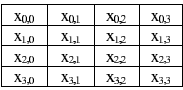 x0,0 x0,1 x0,2 x0,3
x1,0 x1,1 x1,2 x1,3
x2,0 x2,1 x2,2 x2,3
x3,0 x3,1 x3,2 x3,3